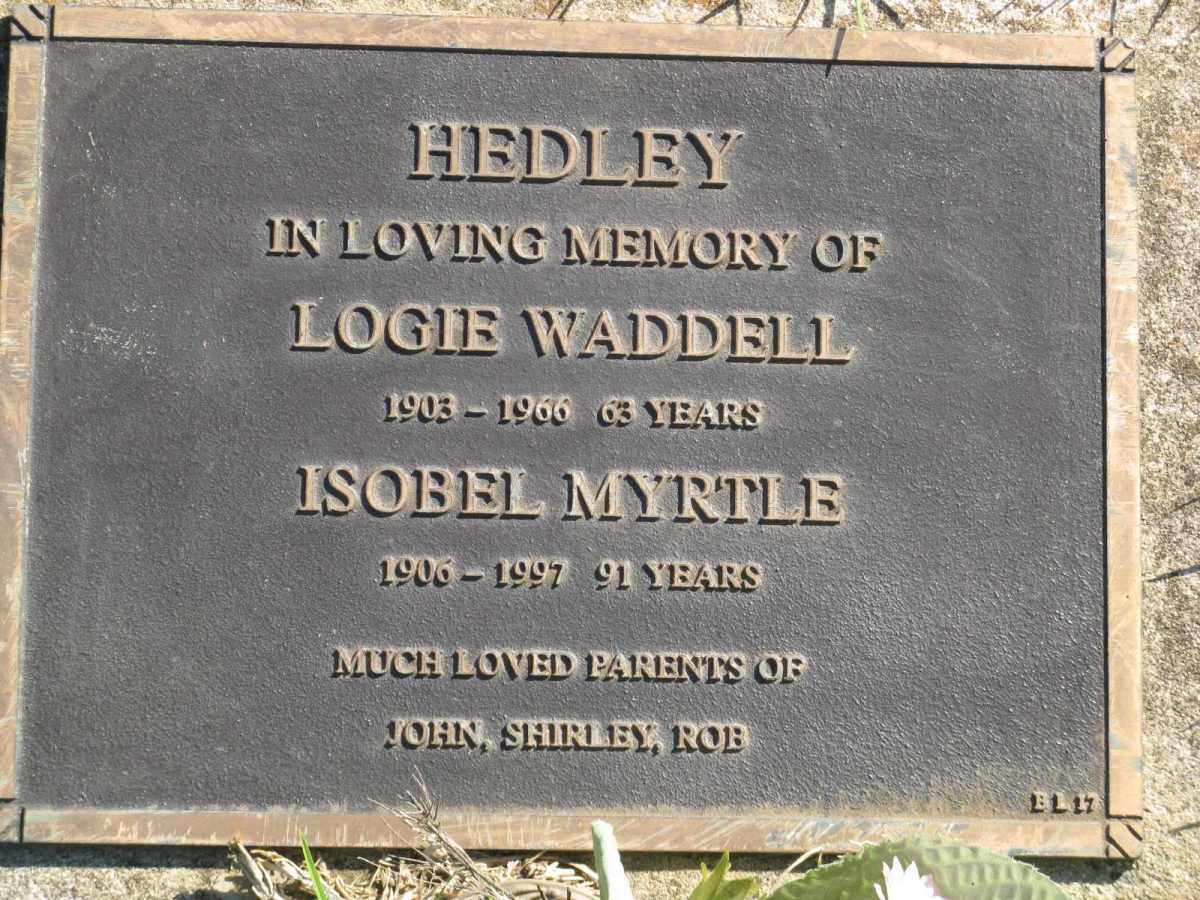 HEDLEY
IN LOVING MEMORY OF
LOGIE WADDELL
1903 - 1966 63 YEARS
ISOBEL MYRTLE
1906 - 1997 91 YEARS
MUCH LOVED PARENTS OF
JOHN, SHIRLEY, ROB
E L 17